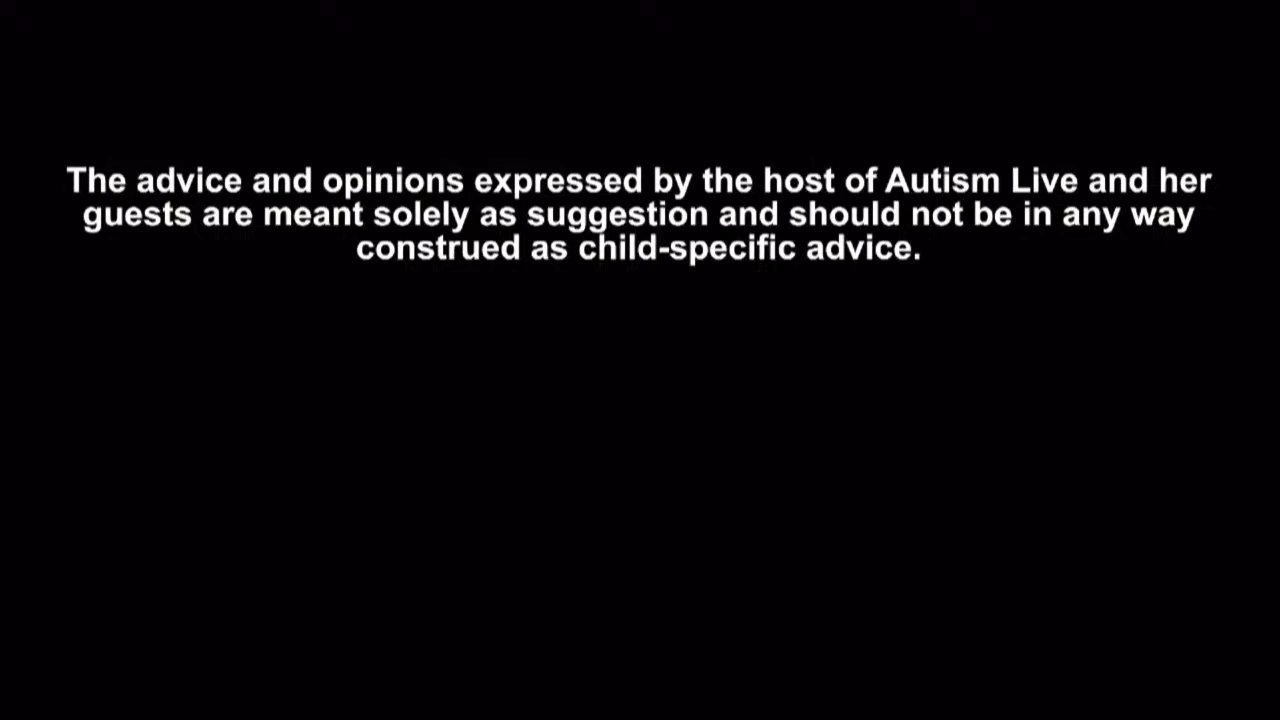 The advice and opinions expressed by the host of Autism Live and her
guests are meant solely as suggestion and should not be in any way
construed as child-specific advice.